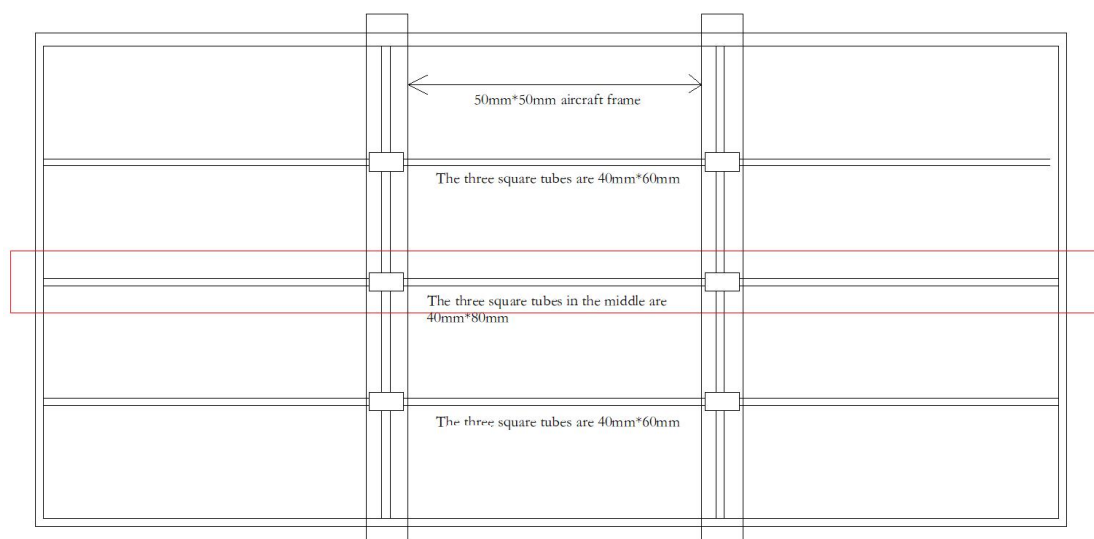 50mm*50mm aircraft frame
The three square tubes are 40mm*60mm
The three square tubes in the middle are
40mm*80mm
The three square tubes are 40mm*60mm